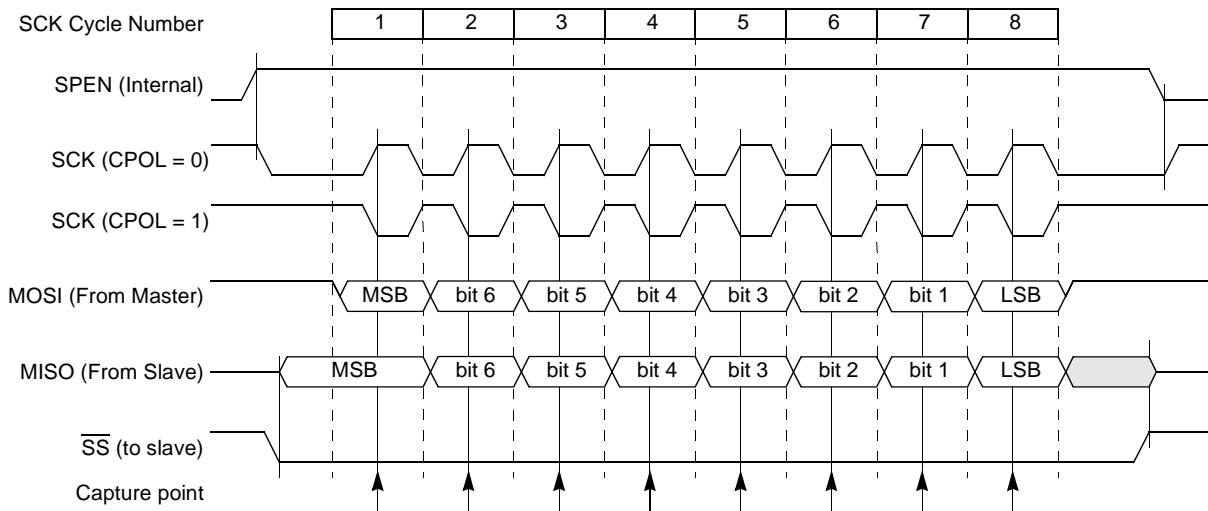 SCK Cycle Number 1 2 3 4 5 6 7 8
SPEN (Internal)
SCK (CPOL = 0)
SCK (CPOL = 1)
MOSI (From Master) MSB bit 6 bit 5 bit 4 bit 3 bit 2 bit 1 LSB
MISO (From Slave) MSB bit 6 bit 5 bit 4 bit 3 bit 2 bit 1 LSB
SS (to slave)
Capture point